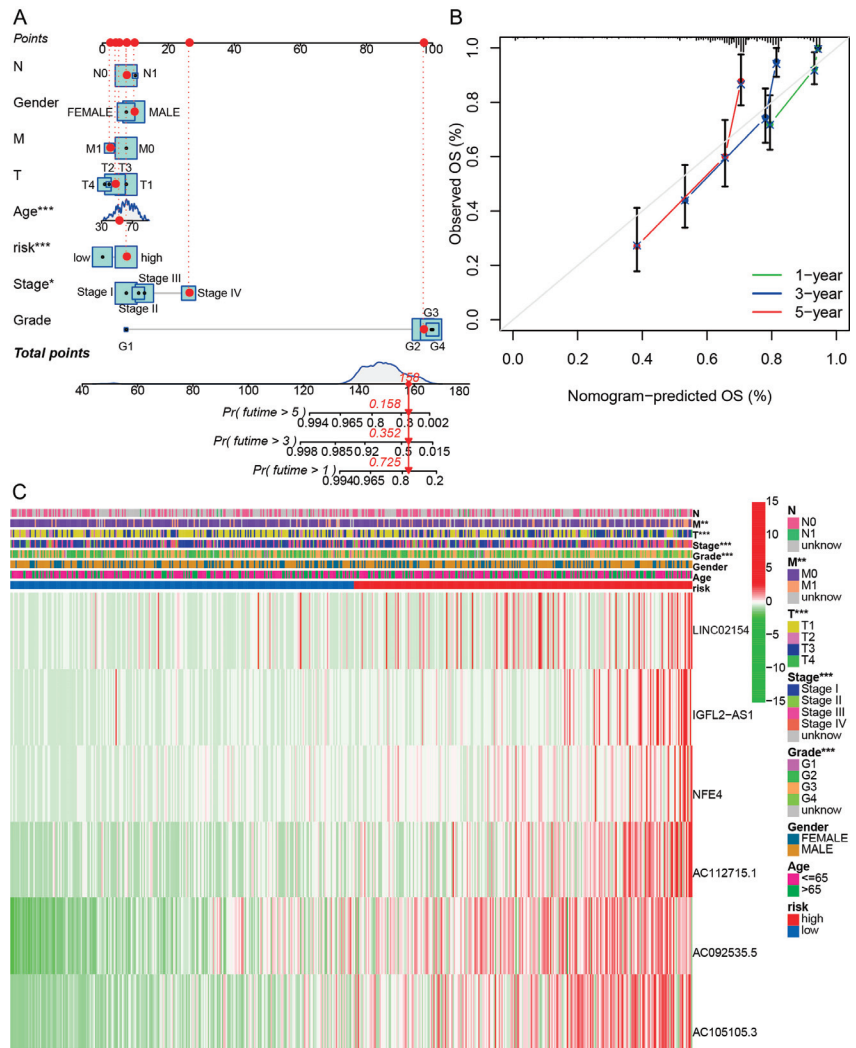 A
Points
0 20 40 60 80 100
N
N0 N1
Gender
FEMALE MALE
M
M1 M0
T
T2 T3
T4 T1
Age***
30 70
risk***
low high
Stage*
Stage III
Stage I Stage IV
Stage II
Grade
G3
G2 G4
G1
Total points
150
40 60 80 100 120 140 160 180
0.158
Pr( futime > 5 )
0.994 0.965 0.8 0.3 0.002
0.352
Pr( futime > 3 )
0.998 0.985 0.92 0.5 0.015
0.725
Pr( futime > 1 )
0.994 0.965 0.8 0.2
B
Observed OS (%)
1.0
0.8
0.6
0.4
0.2
0.0
1-year
3-year
5-year
0.0 0.2 0.4 0.6 0.8 1.0
Nomogram-predicted OS (%)
C
N
M**
T***
Stage***
Grade***
Gender
Age
risk
LINC02154
IGFL2-AS1
NFE4
AC112715.1
AC092535.5
AC105105.3
15
10
5
0
-5
-10
-15
N
N0
N1
unknow
M**
M0
M1
unknow
T***
T1
T2
T3
T4
Stage***
Stage I
Stage II
Stage III
Stage IV
unknow
Grade***
G1
G2
G3
G4
unknow
Gender
FEMALE
MALE
Age
<=65
>65
risk
high
low